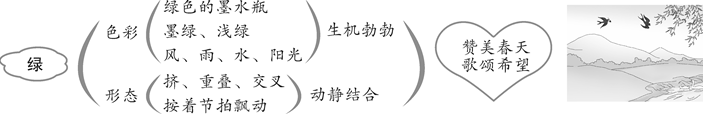 绿
色彩
绿色的墨水瓶
墨绿、浅绿
风、雨、水、阳光
生机勃勃
形态
挤、重叠、交叉
按着节拍飘动
动静结合
赞美春天
歌颂希望